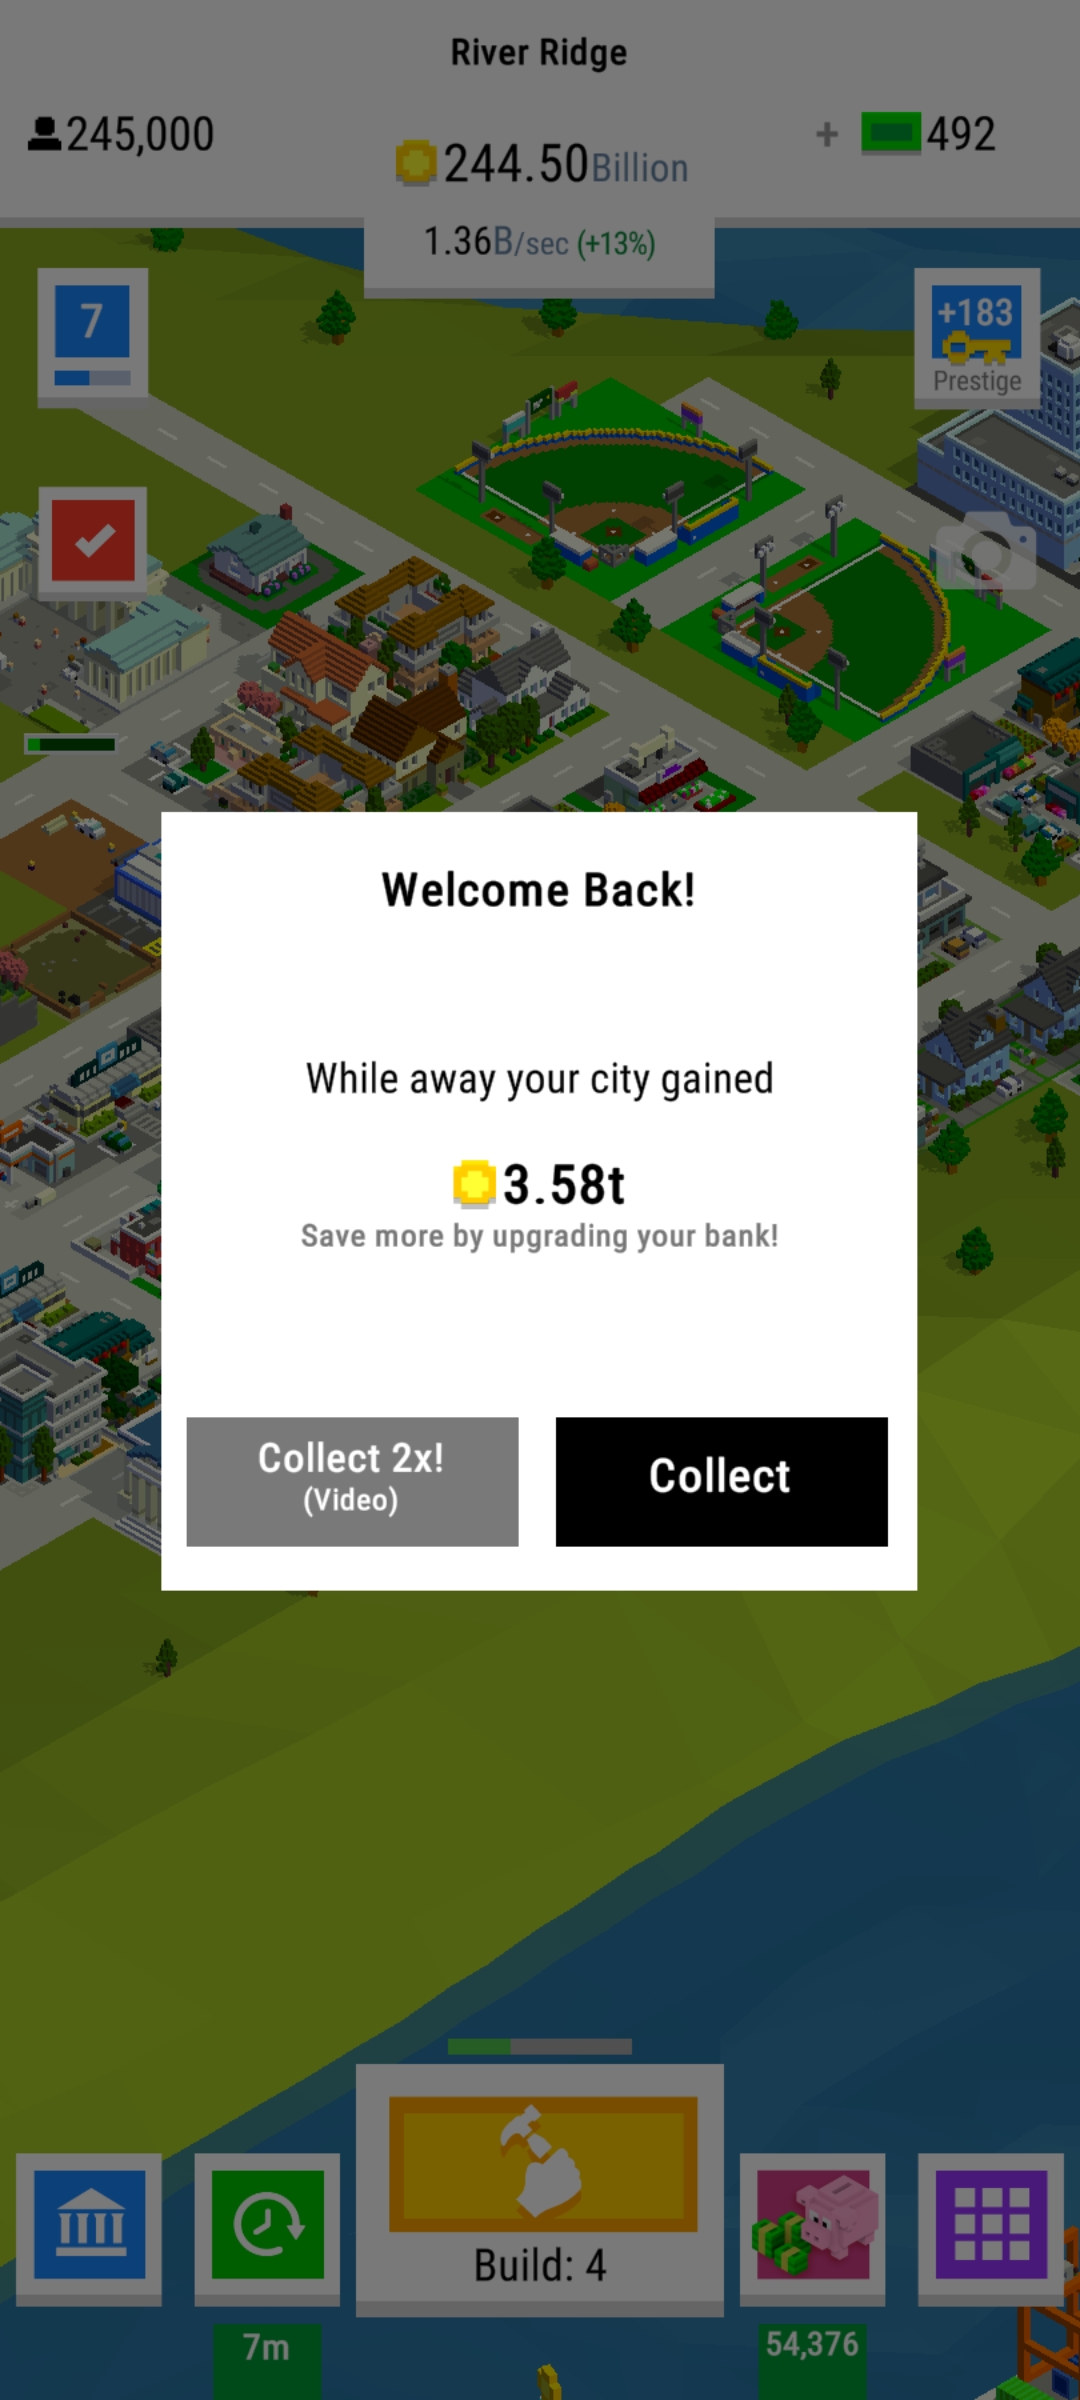 River Ridge
245,000
244.50Billion
+ 492
1.36B/sec (+13%)
7
+183
Prestige
Welcome Back!
While away your city gained
3.58t
Save more by upgrading your bank!
Collect 2x!
(Video)
Collect
Build: 4
7m
54,376